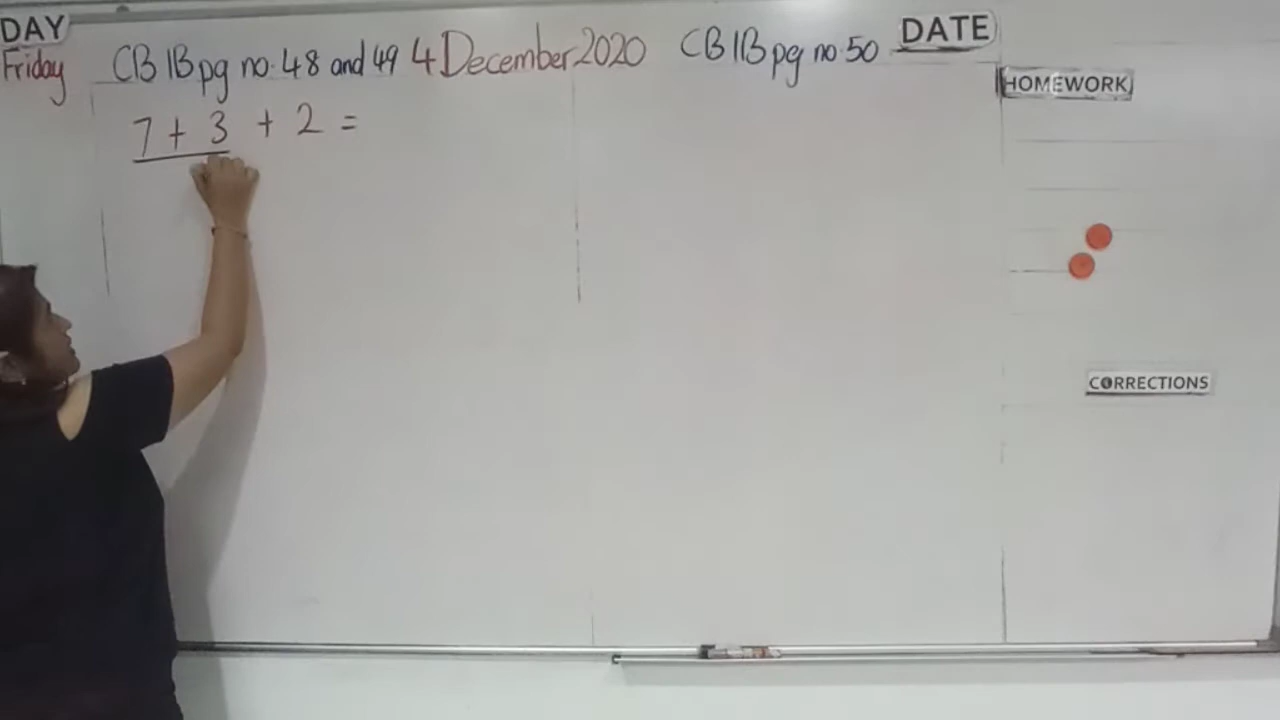 DAY
DATE
Friday CB 1B pg no. 48 and 49 4 December 2020 CB 1B pg no 50
HOMEWORK
7 + 3 + 2 =
CORRECTIONS